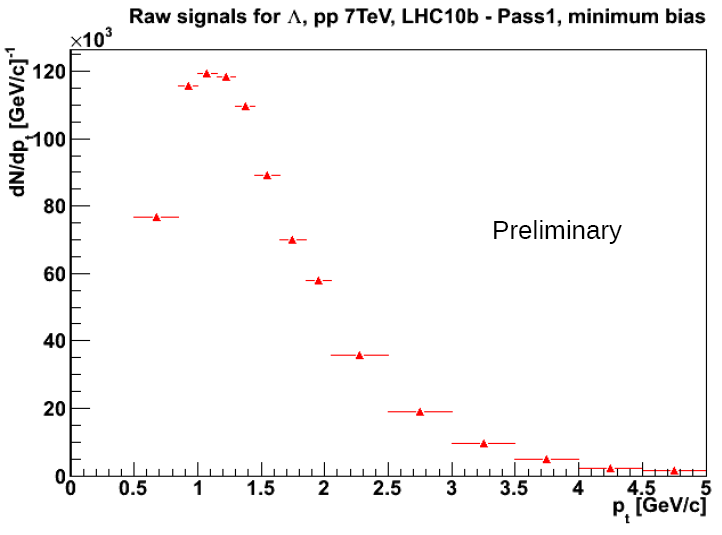 Raw signals for Λ, pp 7TeV, LHC10b - Pass1, minimum bias
×10³
dN/dpt [GeV/c]-1
120
100
80
60
40
20
0
Preliminary
0 0.5 1 1.5 2 2.5 3 3.5 4 4.5 5
pt [GeV/c]